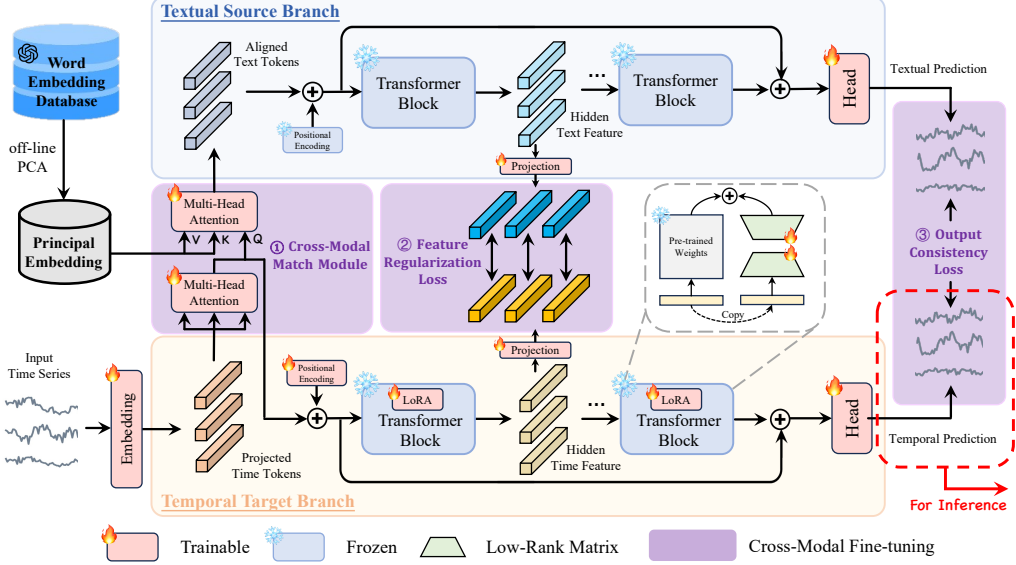 Textual Source Branch
Word
Embedding
Database
Aligned
Text Tokens
Transformer
Block
...
Transformer
Block
Head
Textual Prediction
Positional
Encoding
Hidden
Text Feature
off-line
PCA
Projection
Multi-Head
Attention
V
K
Q
Principal
Embedding
① Cross-Modal
Match Module
② Feature
Regularization
Loss
Pre-trained
Weights
Copy
③ Output
Consistency
Loss
Multi-Head
Attention
Input
Time Series
Embedding
Projected
Time Tokens
Positional
Encoding
Projection
LoRA
Transformer
Block
...
Hidden
Time Feature
LoRA
Transformer
Block
Head
Temporal Prediction
Temporal Target Branch
For Inference
Trainable
Frozen
Low-Rank Matrix
Cross-Modal Fine-tuning